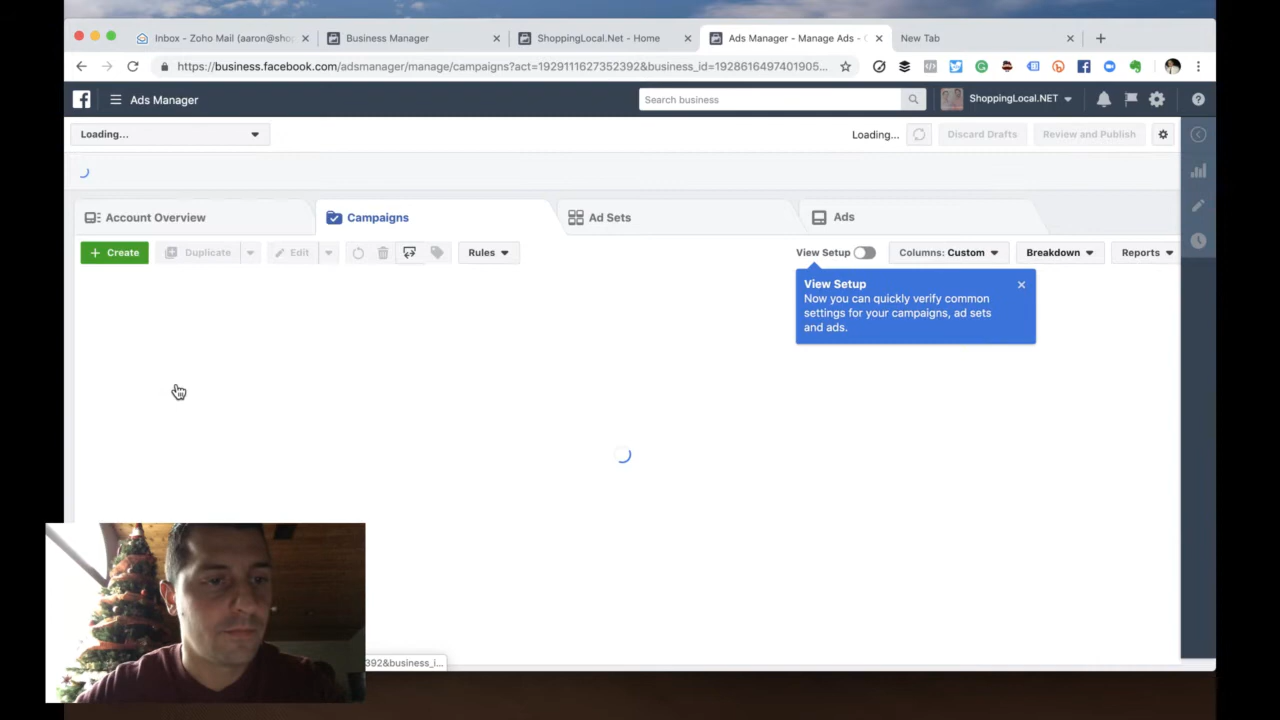 Inbox - Zoho Mail (aaron@sho
Business Manager
ShoppingLocal.Net - Home
Ads Manager - Manage Ads - C
New Tab
https://business.facebook.com/adsmanager/manage/campaigns?act=1929111627352392&business_id=1928616497401905...
Ads Manager
Search business
ShoppingLocal.NET
Loading...
Loading...
Discard Drafts
Review and Publish
Account Overview
Campaigns
Ad Sets
Ads
+ Create
Duplicate
Edit
Rules
View Setup
Columns: Custom
Breakdown
Reports
View Setup
Now you can quickly verify common
settings for your campaigns, ad sets
and ads.
392&business_i...